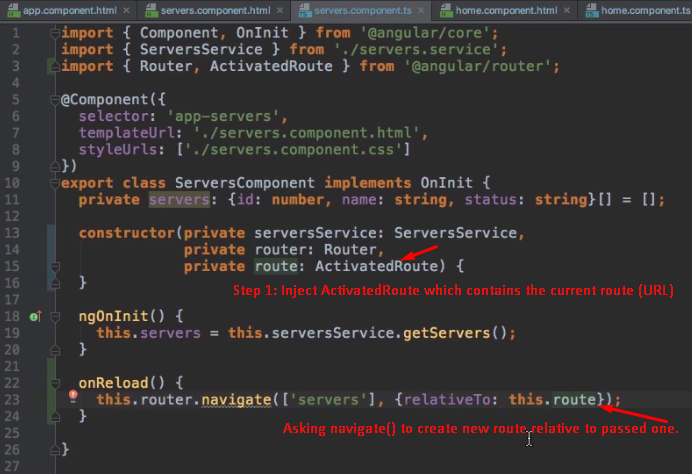 app.component.html × servers.component.html × servers.component.ts × home.component.html × home.component.ts
1 import { Component, OnInit } from '@angular/core';
2 import { ServersService } from './servers.service';
3 import { Router, ActivatedRoute } from '@angular/router';
4
5 @Component({
6 selector: 'app-servers',
7 templateUrl: './servers.component.html',
8 styleUrls: ['./servers.component.css']
9 })
10 export class ServersComponent implements OnInit {
11 private servers: {id: number, name: string, status: string}[] = [];
12
13 constructor(private serversService: ServersService,
14 private router: Router,
15 private route: ActivatedRoute) {
16 }
Step 1: Inject ActivatedRoute which contains the current route (URL)
17
18 ngOnInit() {
19 this.servers = this.serversService.getServers();
20 }
21
22 onReload() {
23 this.router.navigate(['servers'], {relativeTo: this.route});
24 }
Asking navigate() to create new route relative to passed one.
25
26 }
27